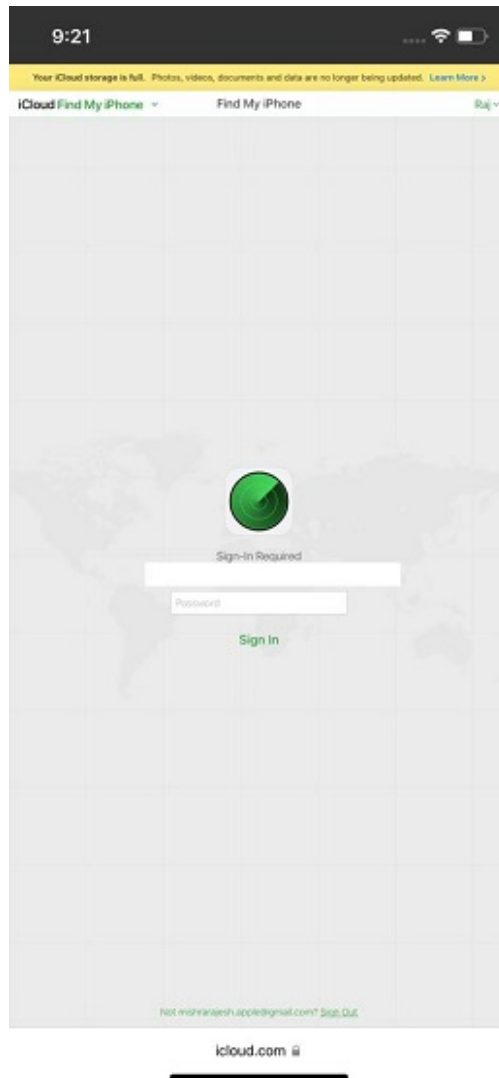 9:21
Your iCloud storage is full. Photos, videos, documents and data are no longer being updated. Learn More >
iCloud Find My iPhone Find My iPhone Raj
Sign-In Required
Password
Sign In
Not mishrarajesh.apple@gmail.com? Sign Out
icloud.com